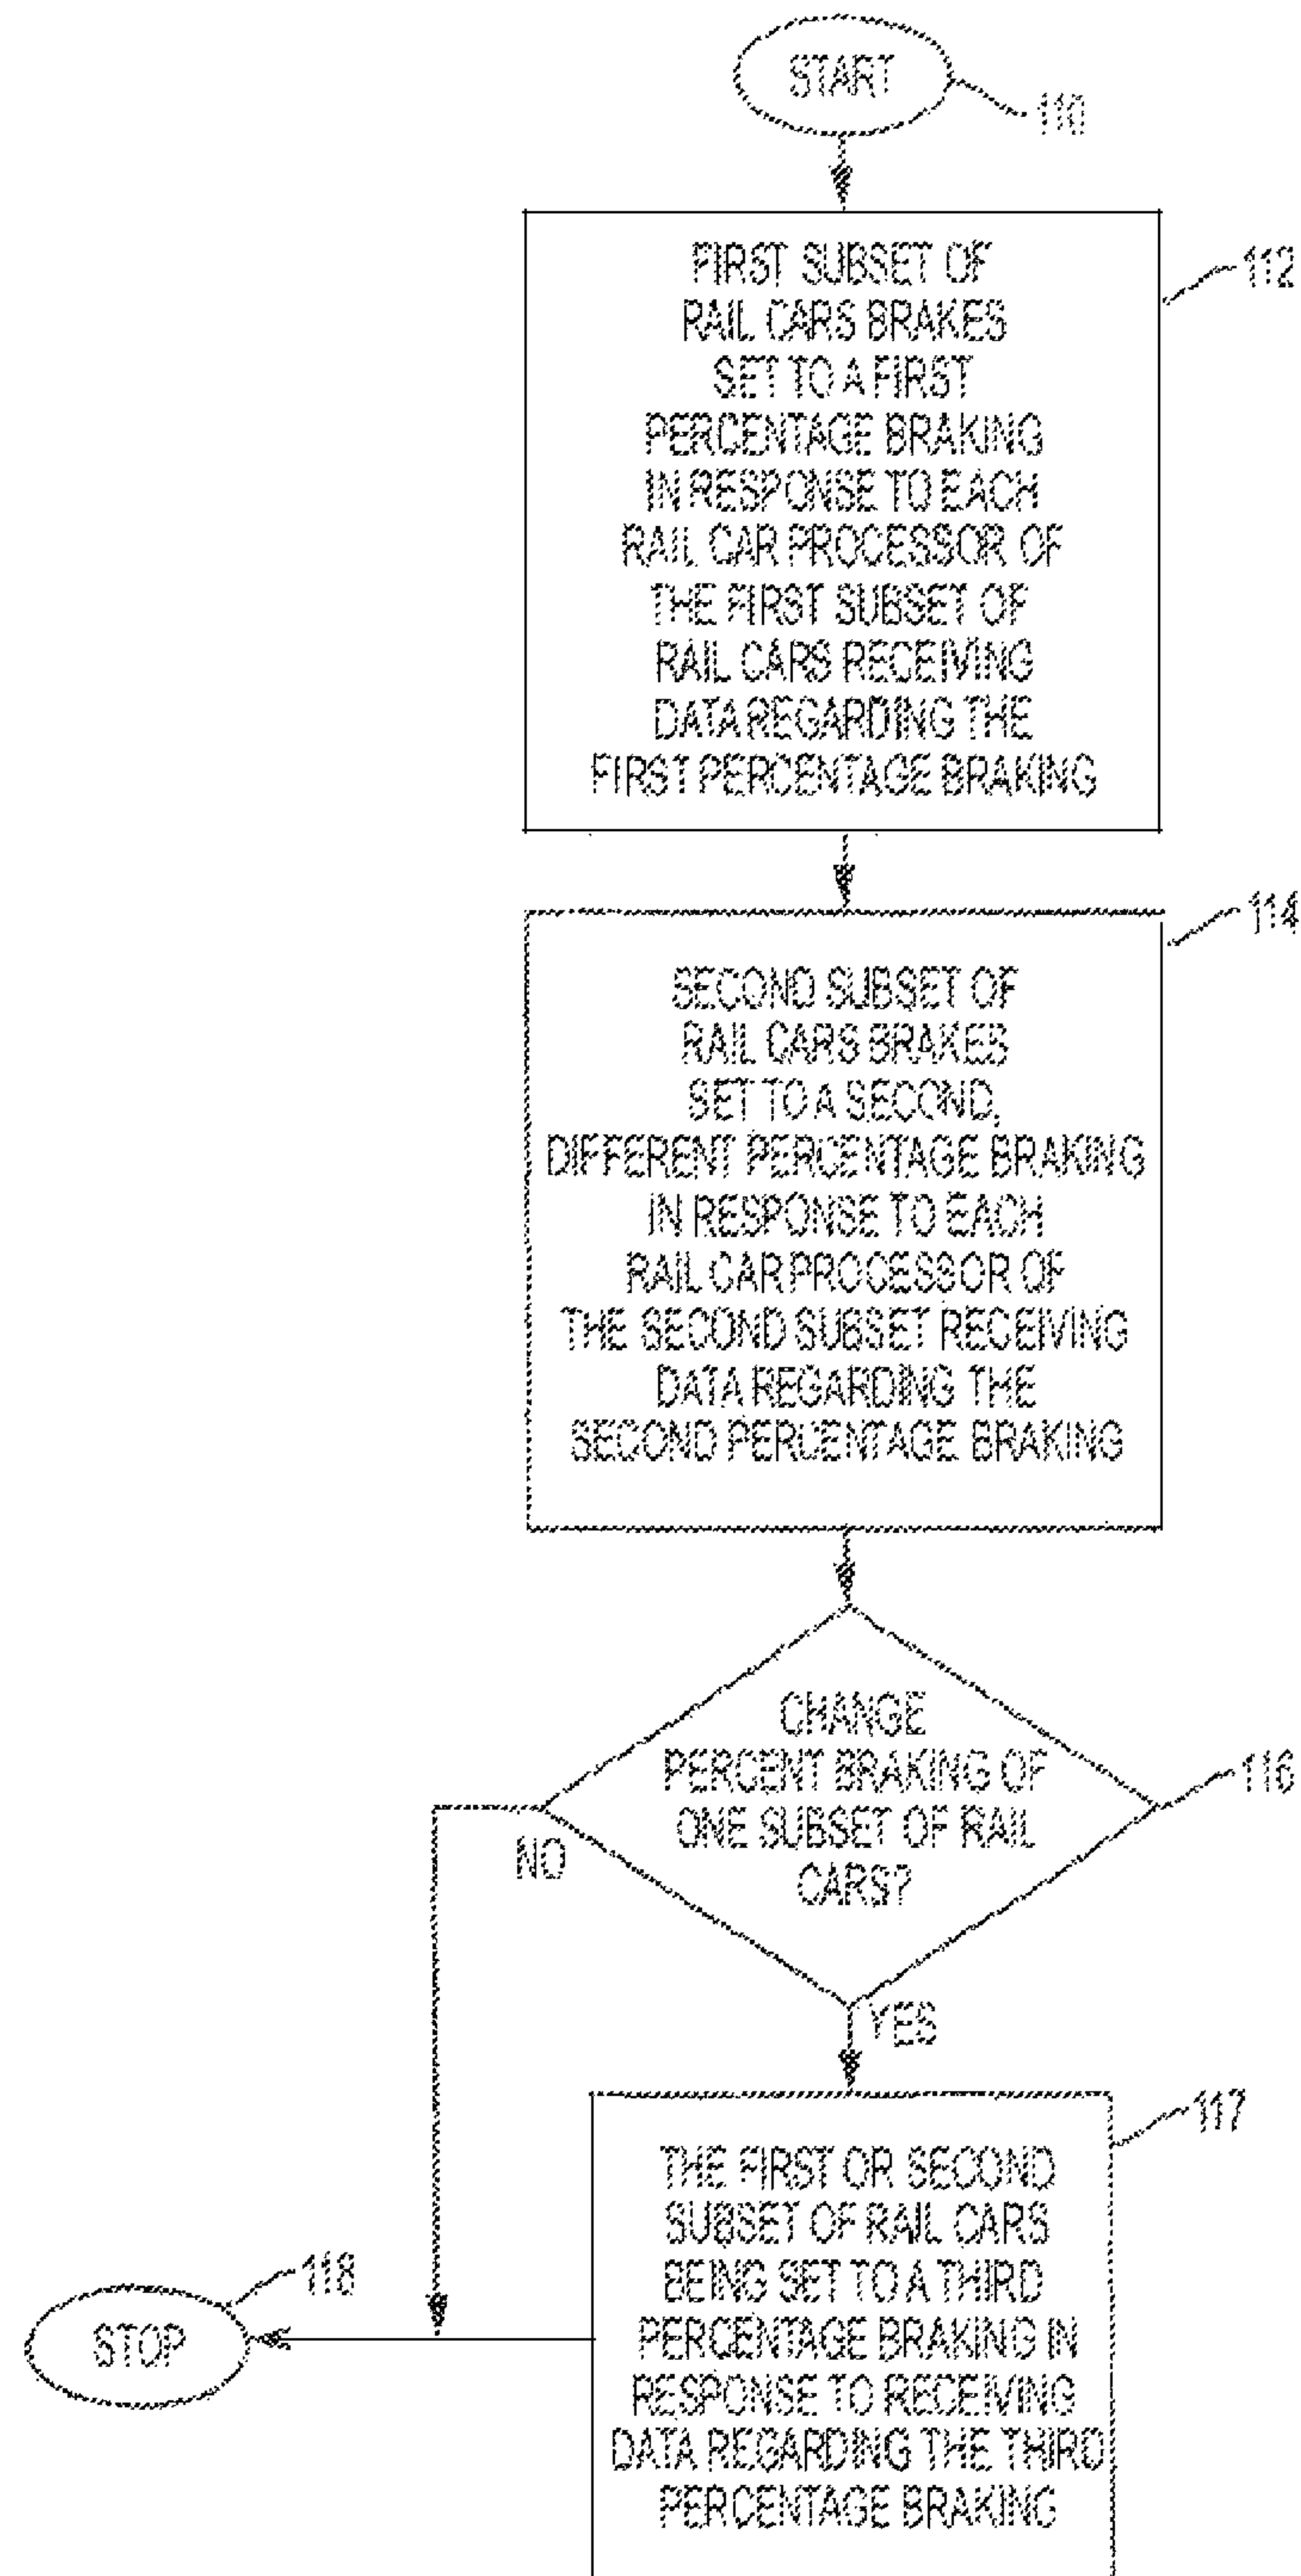 START
110
FIRST SUBSET OF
RAIL CARS BRAKES
SET TO A FIRST
PERCENTAGE BRAKING
IN RESPONSE TO EACH
RAIL CAR PROCESSOR OF
THE FIRST SUBSET OF
RAIL CARS RECEIVING
DATA REGARDING THE
FIRST PERCENTAGE BRAKING
112
SECOND SUBSET OF
RAIL CARS BRAKES
SET TO A SECOND,
DIFFERENT PERCENTAGE BRAKING
IN RESPONSE TO EACH
RAIL CAR PROCESSOR OF
THE SECOND SUBSET RECEIVING
DATA REGARDING THE
SECOND PERCENTAGE BRAKING
114
CHANGE
PERCENT BRAKING OF
ONE SUBSET OF RAIL
CARS?
116
NO
YES
THE FIRST OR SECOND
SUBSET OF RAIL CARS
BEING SET TO A THIRD
PERCENTAGE BRAKING IN
RESPONSE TO RECEIVING
DATA REGARDING THE THIRD
PERCENTAGE BRAKING
117
STOP
118